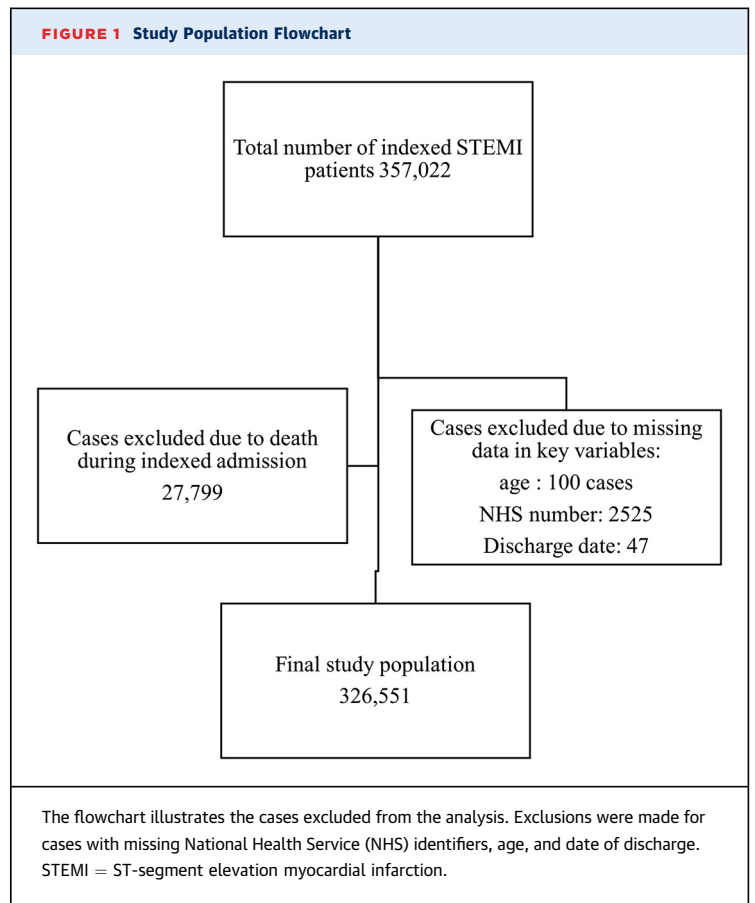 FIGURE 1 Study Population Flowchart
Total number of indexed STEMI
patients 357,022
Cases excluded due to death
during indexed admission
27,799
Cases excluded due to missing
data in key variables:
age : 100 cases
NHS number: 2525
Discharge date: 47
Final study population
326,551
The flowchart illustrates the cases excluded from the analysis. Exclusions were made for
cases with missing National Health Service (NHS) identifiers, age, and date of discharge.
STEMI = ST-segment elevation myocardial infarction.